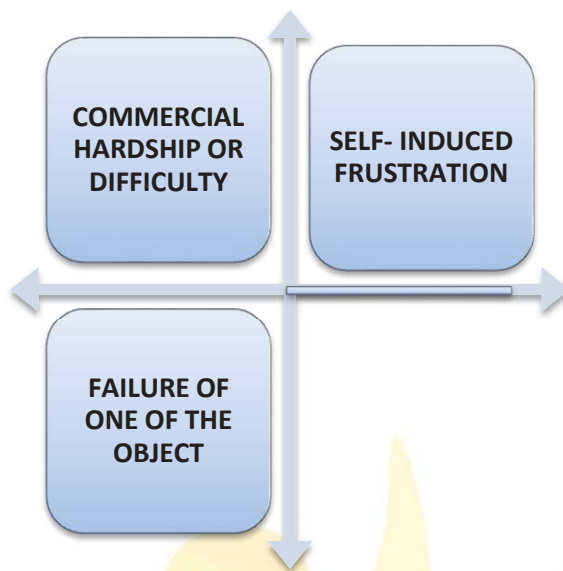 COMMERCIAL
HARDSHIP OR
DIFFICULTY
SELF- INDUCED
FRUSTRATION
FAILURE OF
ONE OF THE
OBJECT